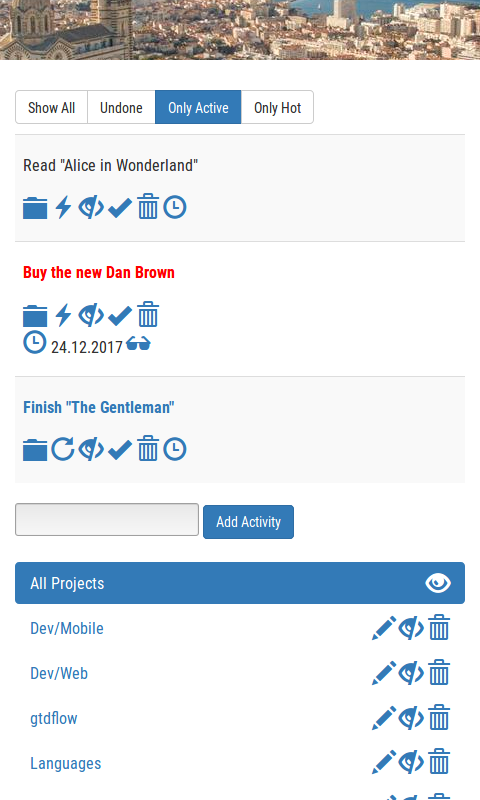 Show All Undone Only Active Only Hot
Read "Alice in Wonderland"
Buy the new Dan Brown
24.12.2017
Finish "The Gentleman"
Add Activity
All Projects
Dev/Mobile
Dev/Web
gtdflow
Languages